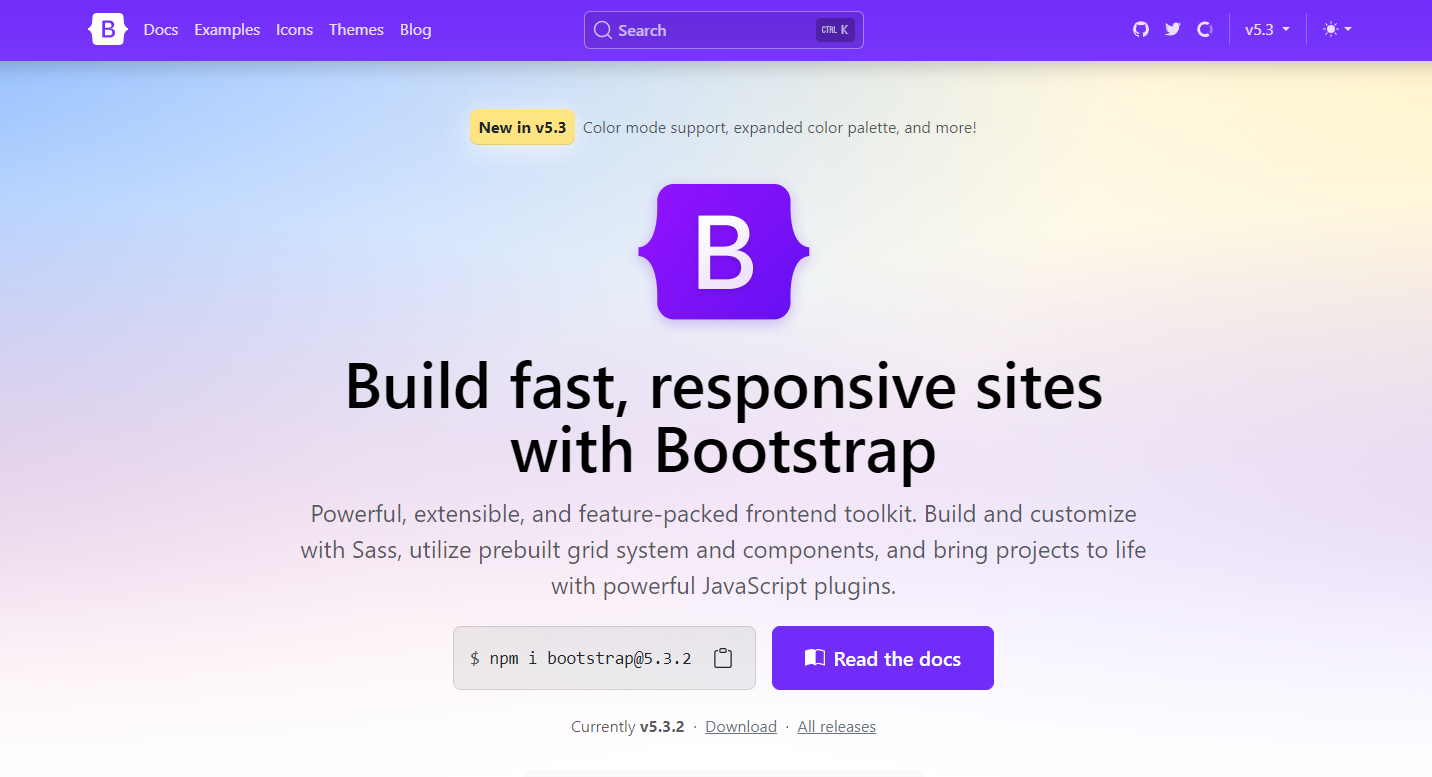 B Docs Examples Icons Themes Blog Search CTRL K v5.3
New in v5.3 Color mode support, expanded color palette, and more!
B
Build fast, responsive sites
with Bootstrap
Powerful, extensible, and feature-packed frontend toolkit. Build and customize
with Sass, utilize prebuilt grid system and components, and bring projects to life
with powerful JavaScript plugins.
$ npm i bootstrap@5.3.2 Read the docs
Currently v5.3.2 · Download · All releases